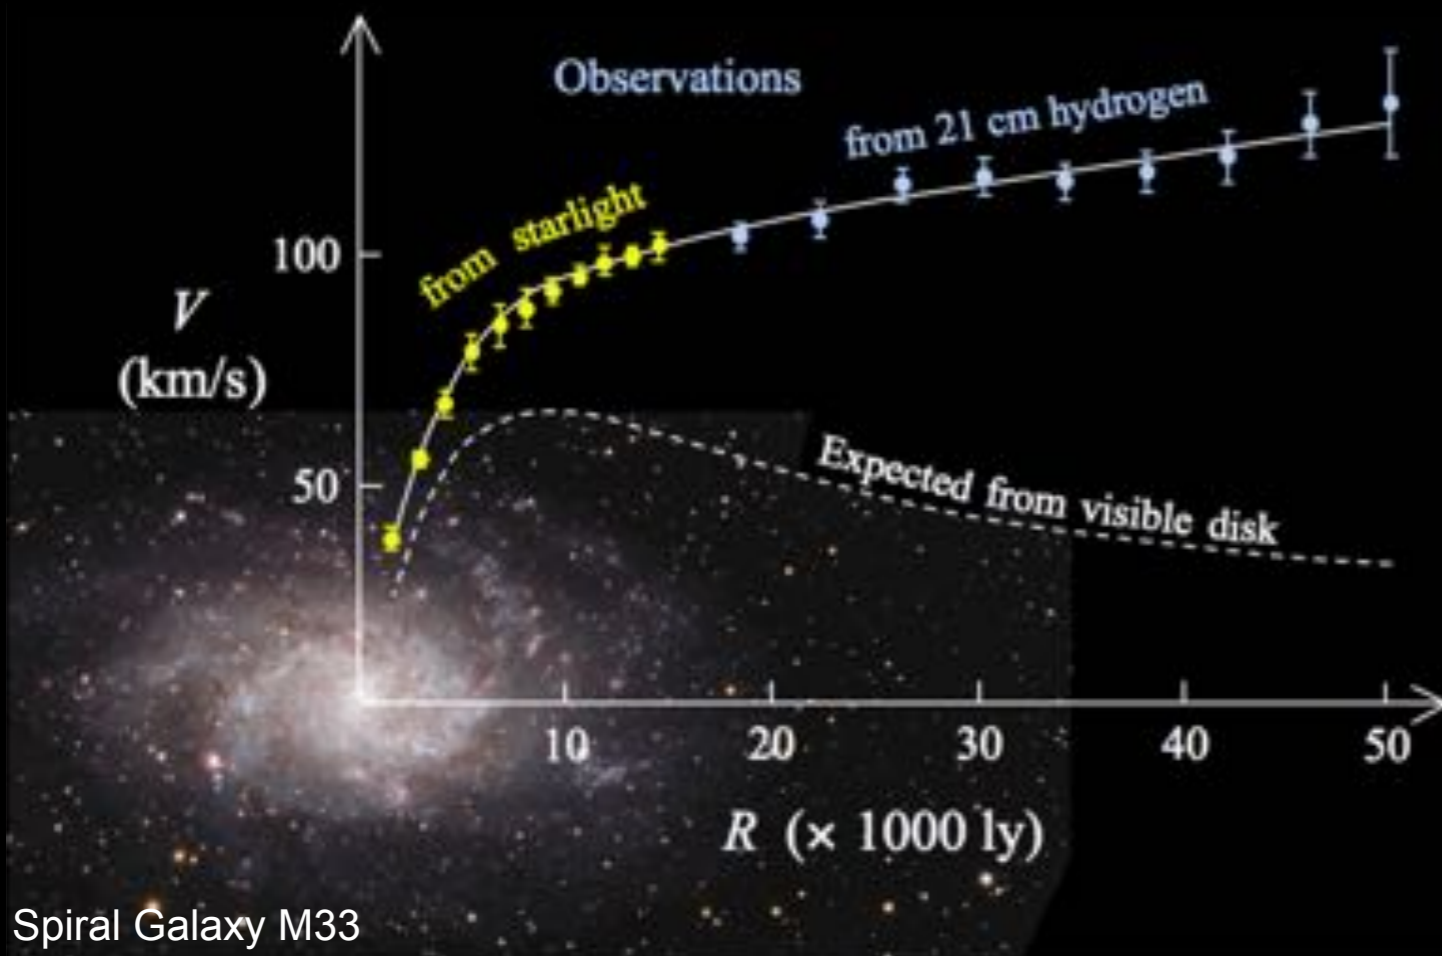 Observations
from 21 cm hydrogen
from starlight
100
V
(km/s)
50
Expected from visible disk
10
20
30
40
50
R (× 1000 ly)
Spiral Galaxy M33